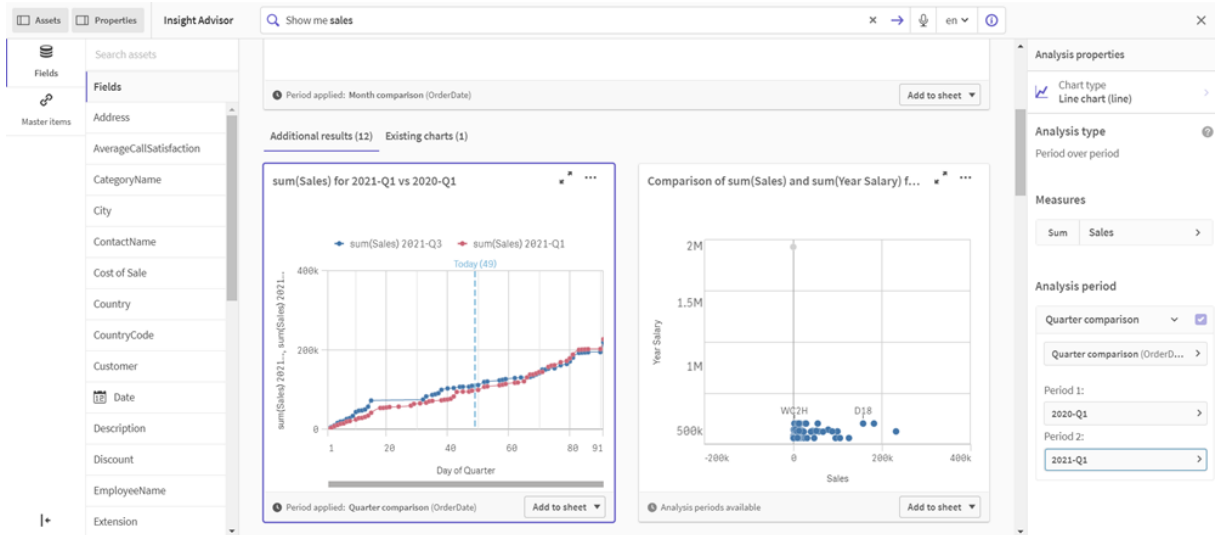 Assets
Properties
Insight Advisor
Show me sales
en
Fields
Master items
Search assets
Fields
Address
AverageCallSatisfaction
CategoryName
City
ContactName
Cost of Sale
Country
CountryCode
Customer
Date
Description
Discount
EmployeeName
Extension
Period applied: Month comparison (OrderDate)
Add to sheet
Additional results (12)
Existing charts (1)
sum(Sales) for 2021-Q1 vs 2020-Q1
sum(Sales) 2021-Q3
sum(Sales) 2021-Q1
Today (49)
sum(Sales) 2021..., sum(Sales) 2021...
400k
200k
0
1 20 40 60 80 91
Day of Quarter
Period applied: Quarter comparison (OrderDate)
Add to sheet
Comparison of sum(Sales) and sum(Year Salary) f...
2M
1.5M
1M
500k
Year Salary
WC2H
D18
-200k 0 200k 400k
Sales
Analysis periods available
Add to sheet
Analysis properties
Chart type
Line chart (line)
Analysis type
Period over period
Measures
Sum
Sales
Analysis period
Quarter comparison
Quarter comparison (OrderD...
Period 1:
2020-Q1
Period 2:
2021-Q1